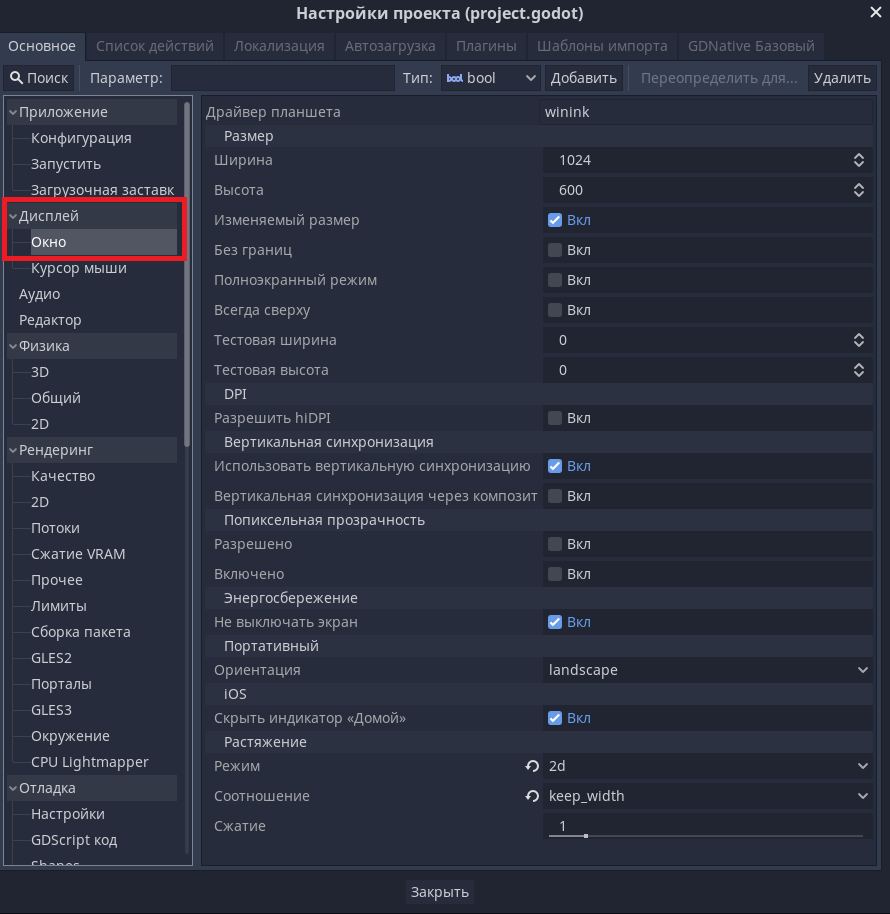 Настройки проекта (project.godot)
Основное Список действий Локализация Автозагрузка Плагины Шаблоны импорта GDNative Базовый
Поиск Параметр: Тип: bool bool Добавить Переопределить для... Удалить
Приложение
Конфигурация
Запустить
Загрузочная заставк
Дисплей
Окно
Курсор мыши
Аудио
Редактор
Физика
3D
Общий
2D
Рендеринг
Качество
2D
Потоки
Сжатие VRAM
Прочее
Лимиты
Сборка пакета
GLES2
Порталы
GLES3
Окружение
CPU Lightmapper
Отладка
Настройки
GDScript код
Shapes
Драйвер планшета winink
Размер
Ширина 1024
Высота 600
Изменяемый размер Вкл
Без границ Вкл
Полноэкранный режим Вкл
Всегда сверху Вкл
Тестовая ширина 0
Тестовая высота 0
DPI
Разрешить hiDPI Вкл
Вертикальная синхронизация
Использовать вертикальную синхронизацию Вкл
Вертикальная синхронизация через композит Вкл
Попиксельная прозрачность
Разрешено Вкл
Включено Вкл
Энергосбережение
Не выключать экран Вкл
Портативный
Ориентация landscape
iOS
Скрыть индикатор «Домой» Вкл
Растяжение
Режим 2d
Соотношение keep_width
Сжатие 1
Закрыть